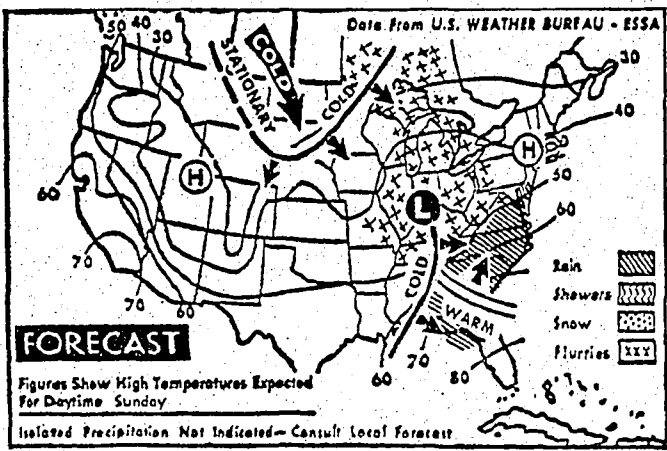 Data From U.S. WEATHER BUREAU - ESSA
50
40
30
COLD
STATIONARY
COLD
30
40
H
H
50
60
60
L
70
70
60
COLD
WARM
60
70
80
Rain
Showers
Snow
Flurries
FORECAST
Figures Show High Temperatures Expected
For Daytime Sunday
Isolated Precipitation Not Indicated- Consult Local Forecast